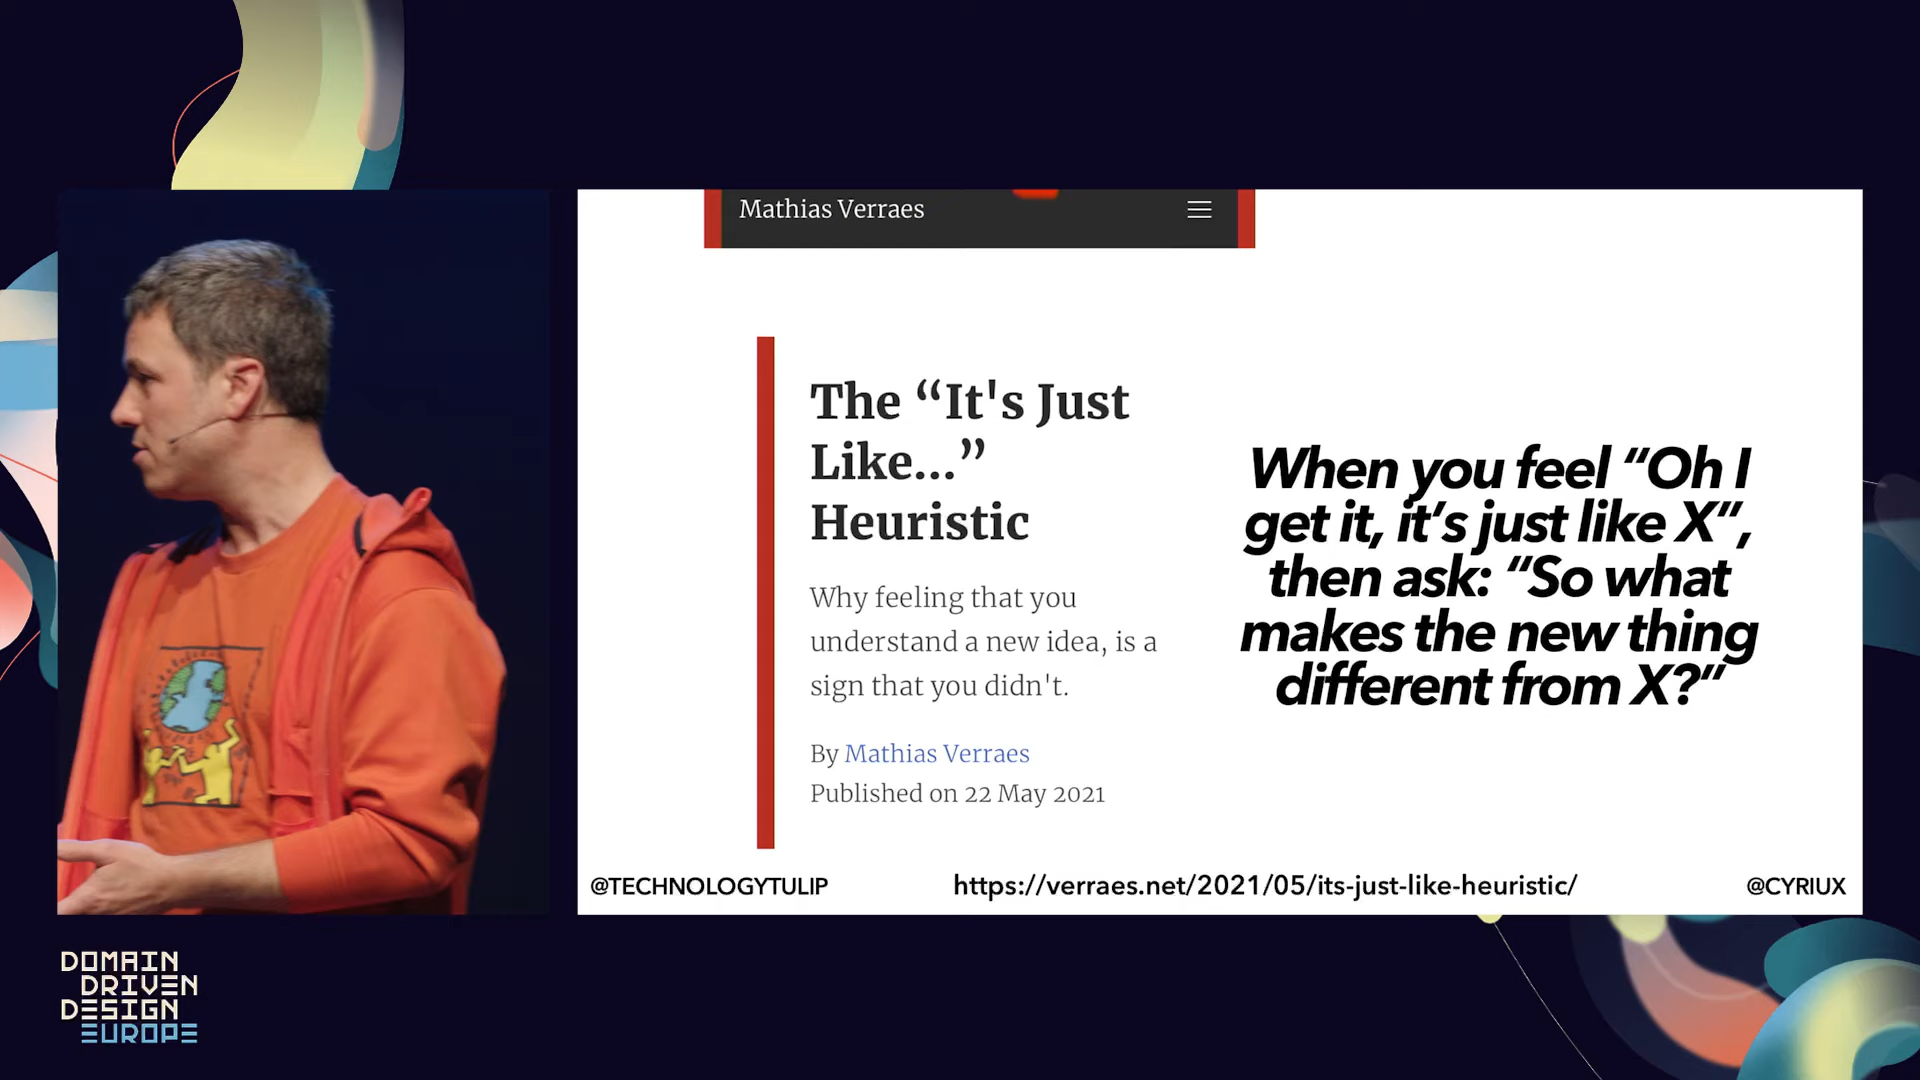 Mathias Verraes
The “It's Just
Like...”
Heuristic
Why feeling that you
understand a new idea, is a
sign that you didn't.
By Mathias Verraes
Published on 22 May 2021
When you feel “Oh I
get it, it’s just like X”,
then ask: “So what
makes the new thing
different from X?”
@TECHNOLOGYTULIP
https://verraes.net/2021/05/its-just-like-heuristic/
@CYRIUX
DOMAIN
DRIVEN
DESIGN
EUROPE